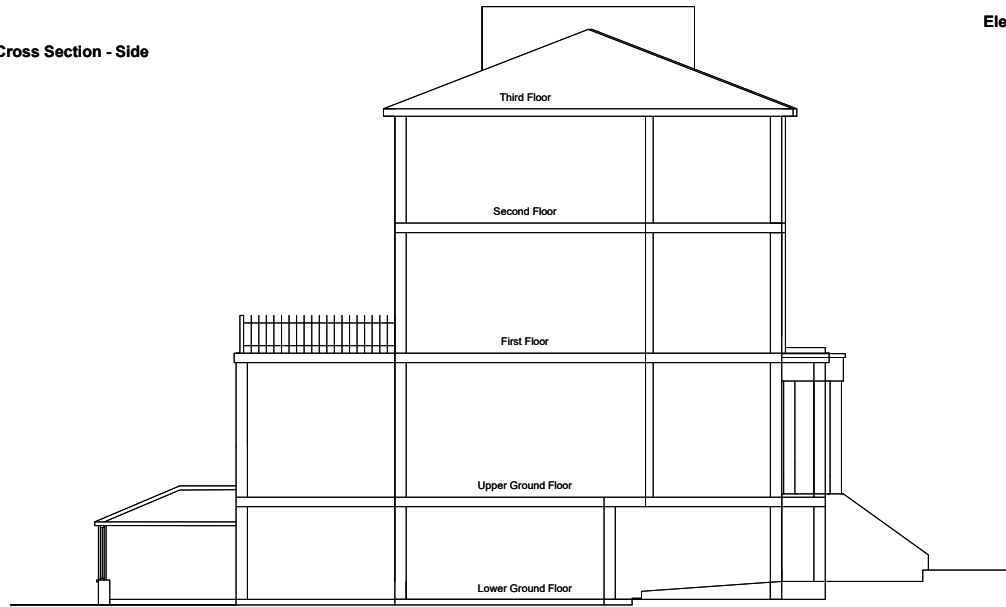 Ele
Cross Section - Side
Third Floor
Second Floor
First Floor
Upper Ground Floor
Lower Ground Floor